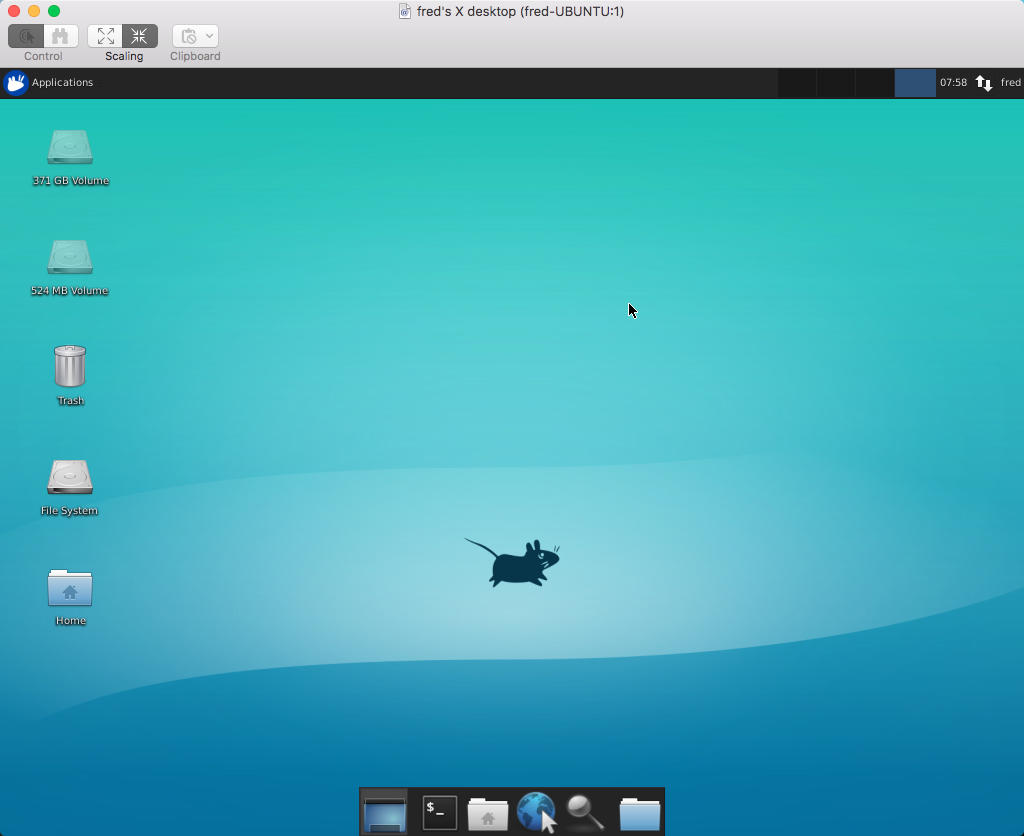 fred's X desktop (fred-UBUNTU:1)
Control
Scaling
Clipboard
Applications
07:58
fred
371 GB Volume
524 MB Volume
Trash
File System
Home
$_